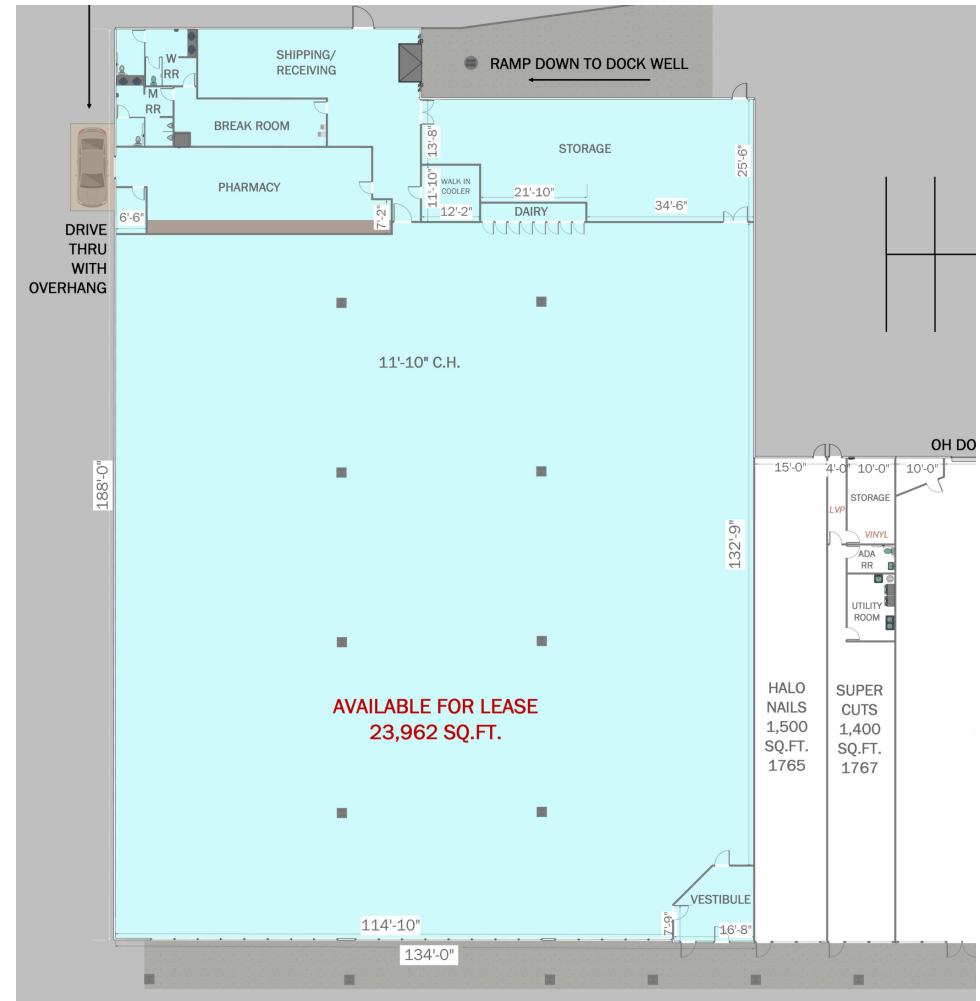 SHIPPING/
RECEIVING
W
RR
M
RR
BREAK ROOM
PHARMACY
RAMP DOWN TO DOCK WELL
STORAGE
13'-8"
25'-6"
11'-10"
WALK IN
COOLER
12'-2"
21'-10"
DAIRY
34'-6"
6'-6"
7'-2"
DRIVE
THRU
WITH
OVERHANG
11'-10" C.H.
188'-0"
132'-9"
AVAILABLE FOR LEASE
23,962 SQ.FT.
OH DO
15'-0"
4'-0"
10'-0"
10'-0"
STORAGE
LVP
VINYL
ADA
RR
UTILITY
ROOM
HALO
NAILS
1,500
SQ.FT.
1765
SUPER
CUTS
1,400
SQ.FT.
1767
VESTIBULE
7'-9"
16'-8"
114'-10"
134'-0"